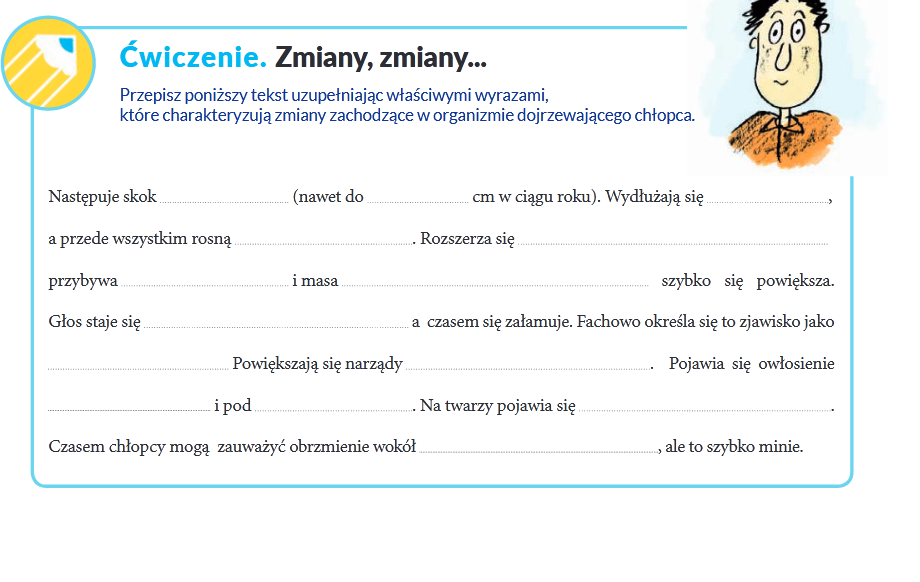 Ćwiczenie. Zmiany, zmiany...
Przepisz poniższy tekst uzupełniając właściwymi wyrazami,
które charakteryzują zmiany zachodzące w organizmie dojrzewającego chłopca.
Następuje skok ........ (nawet do ........ cm w ciągu roku). Wydłużają się ........,
a przede wszystkim rosną ........ . Rozszerza się ........
przybywa ........ i masa ........ szybko się powiększa.
Głos staje się ........ a czasem się załamuje. Fachowo określa się to zjawisko jako
........ Powiększają się narządy ........ . Pojawia się owłosienie
........ i pod ........ . Na twarzy pojawia się ........ .
Czasem chłopcy mogą zauważyć obrzmienie wokół ........, ale to szybko minie.